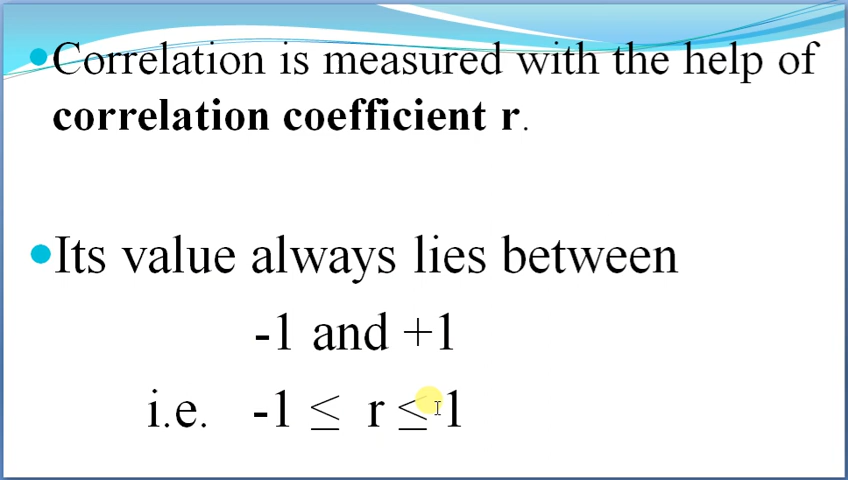 Correlation is measured with the help of
correlation coefficient r.
Its value always lies between
-1 and +1
i.e. -1 ≤ r ≤ 1